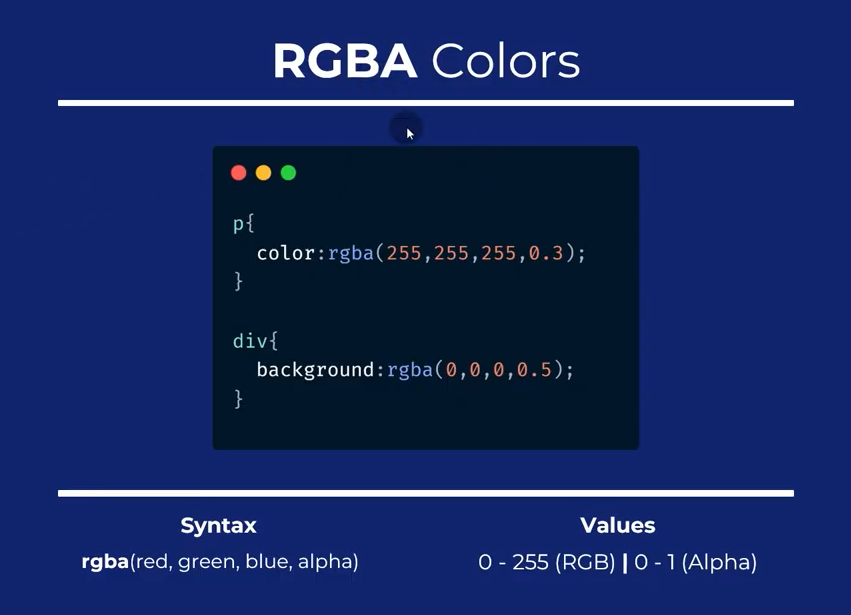 RGBA Colors
p{
  color:rgba(255,255,255,0.3);
}
div{
  background:rgba(0,0,0,0.5);
}
Syntax
rgba(red, green, blue, alpha)
Values
0 - 255 (RGB) | 0 - 1 (Alpha)